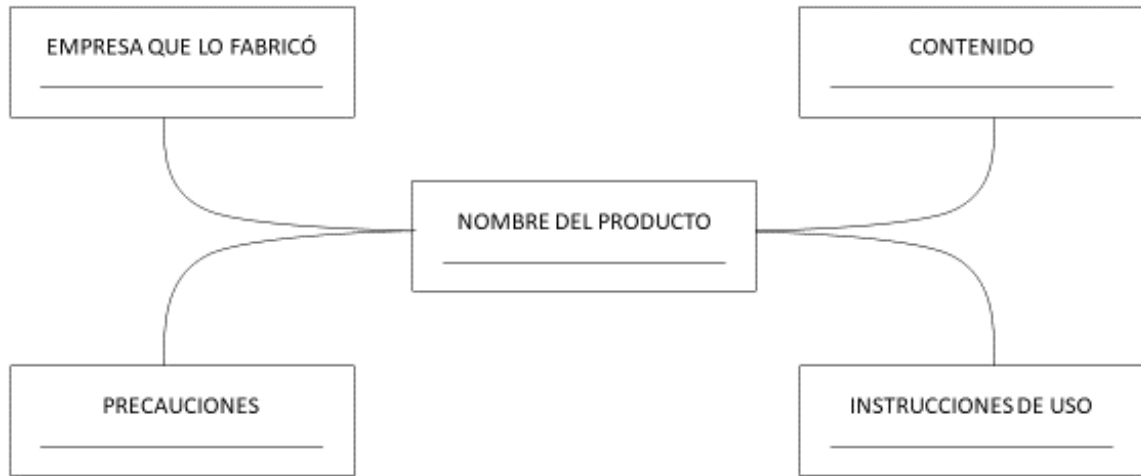 EMPRESA QUE LO FABRICÓ
CONTENIDO
NOMBRE DEL PRODUCTO
PRECAUCIONES
INSTRUCCIONES DE USO